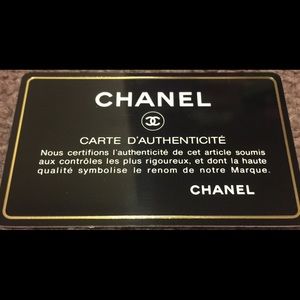 CHANEL
CARTE D'AUTHENTICITÉ
Nous certifions l'authenticité de cet article soumis
aux contrôles les plus rigoureux, et dont la haute
qualité symbolise le renom de notre Marque.
CHANEL